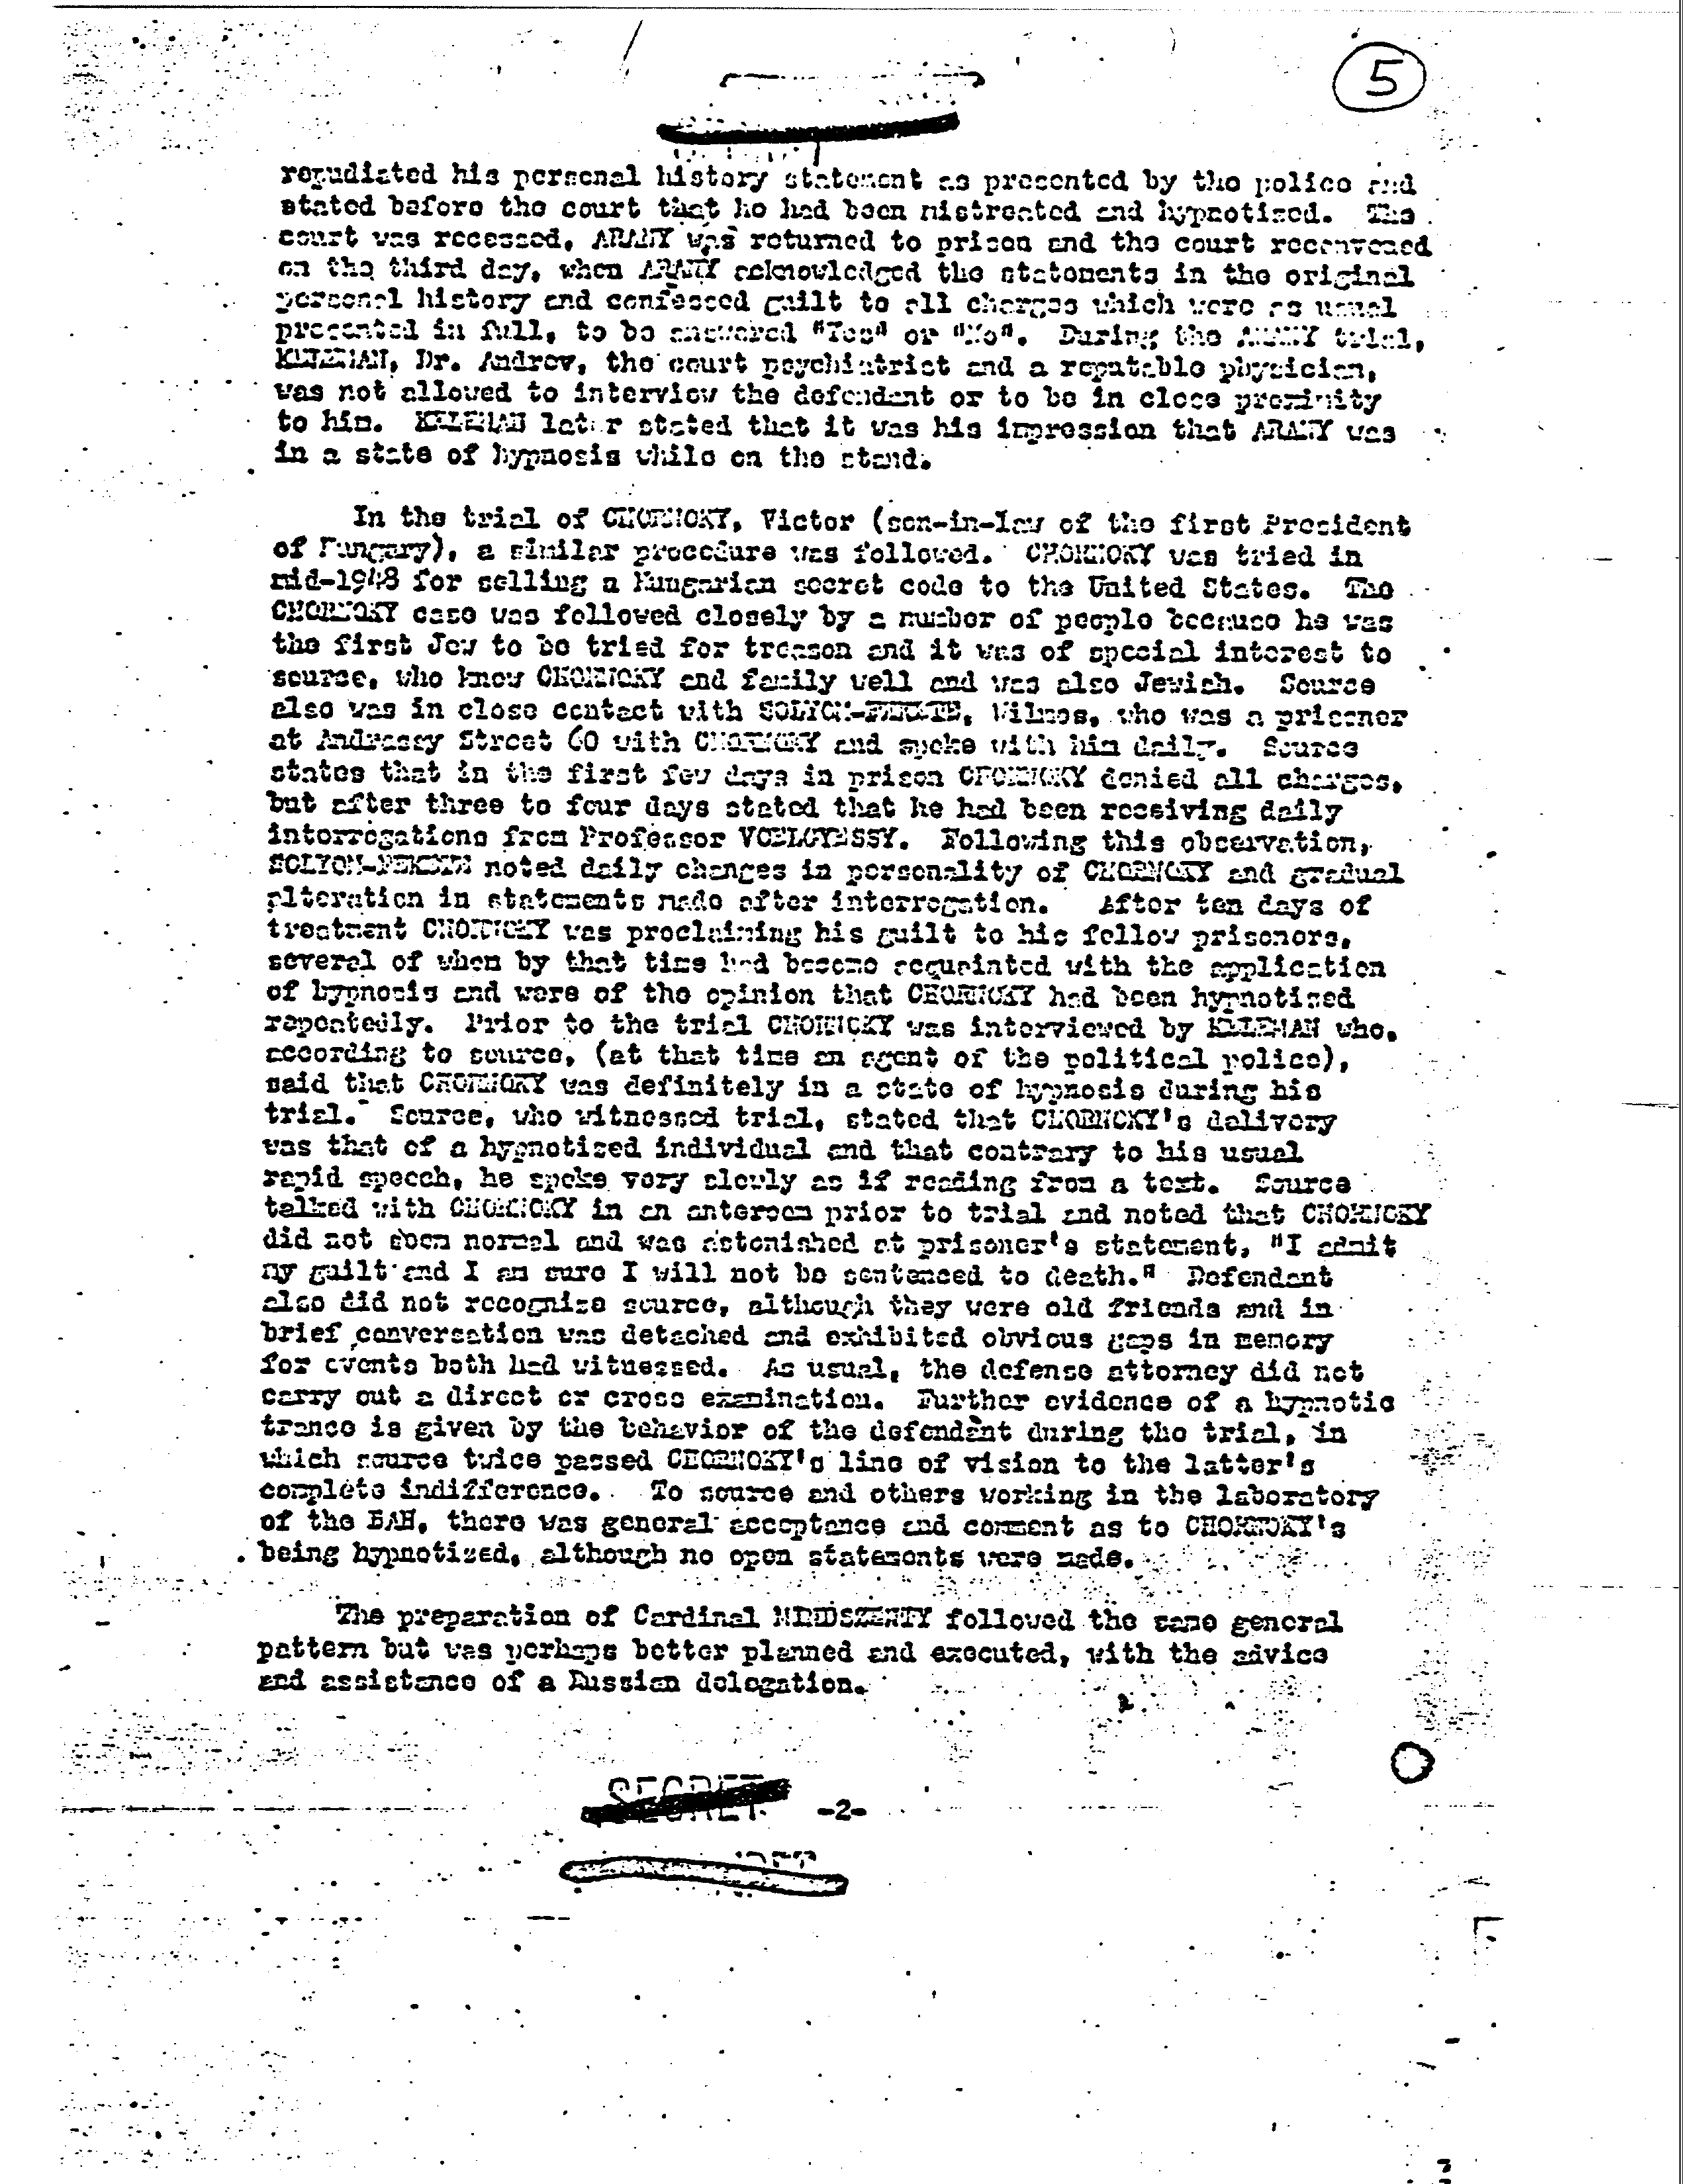 5
repudiated his personal history statement as presented by the police and
stated before the court that he had been mistreated and hypnotized. The
court was recessed, ARANY was returned to prison and the court reconvened
on the third day, when ARANY acknowledged the statements in the original
personal history and confessed guilt to all charges which were as usual
presented in full, to be answered "Yes" or "No". During the ARANY trial,
KELEMAN, Dr. Andrew, the court psychiatrist and a reputable physician,
was not allowed to interview the defendant or to be in close proximity
to him. KELEMAN later stated that it was his impression that ARANY was
in a state of hypnosis while on the stand.
In the trial of CHORNOKY, Victor (son-in-law of the first President
of Hungary), a similar procedure was followed. CHORNOKY was tried in
mid-1948 for selling a Hungarian secret code to the United States. The
CHORNOKY case was followed closely by a number of people because he was
the first Jew to be tried for treason and it was of special interest to
source, who knew CHORNOKY and family well and was also Jewish. Source
also was in close contact with Vilmos, who was a prisoner
at Andrassy Street 60 with CHORNOKY and spoke with him daily. Source
states that in the first few days in prison CHORNOKY denied all charges,
but after three to four days stated that he had been receiving daily
interrogations from Professor VOELGYESSY. Following this observation,
noted daily changes in personality of CHORNOKY and gradual
alteration in statements made after interrogation. After ten days of
treatment CHORNOKY was proclaiming his guilt to his fellow prisoners,
several of whom by that time had become acquainted with the application
of hypnosis and were of the opinion that CHORNOKY had been hypnotized
repeatedly. Prior to the trial CHORNOKY was interviewed by KELEMAN who,
according to source, (at that time an agent of the political police),
said that CHORNOKY was definitely in a state of hypnosis during his
trial. Source, who witnessed trial, stated that CHORNOKY's delivery
was that of a hypnotized individual and that contrary to his usual
rapid speech, he spoke very slowly as if reading from a text. Source
talked with CHORNOKY in an anteroom prior to trial and noted that CHORNOKY
did not seem normal and was astonished at prisoner's statement, "I admit
my guilt and I am sure I will not be sentenced to death." Defendant
also did not recognize source, although they were old friends and in
brief conversation was detached and exhibited obvious gaps in memory
for events both had witnessed. As usual, the defense attorney did not
carry out a direct or cross examination. Further evidence of a hypnotic
trance is given by the behavior of the defendant during the trial, in
which source twice passed CHORNOKY's line of vision to the latter's
complete indifference. To source and others working in the laboratory
of the BAH, there was general acceptance and comment as to CHORNOKY's
being hypnotized, although no open statements were made.
The preparation of Cardinal MINDSZENTY followed the same general
pattern but was perhaps better planned and executed, with the advice
and assistance of a Russian delegation.
SECRET
-2-